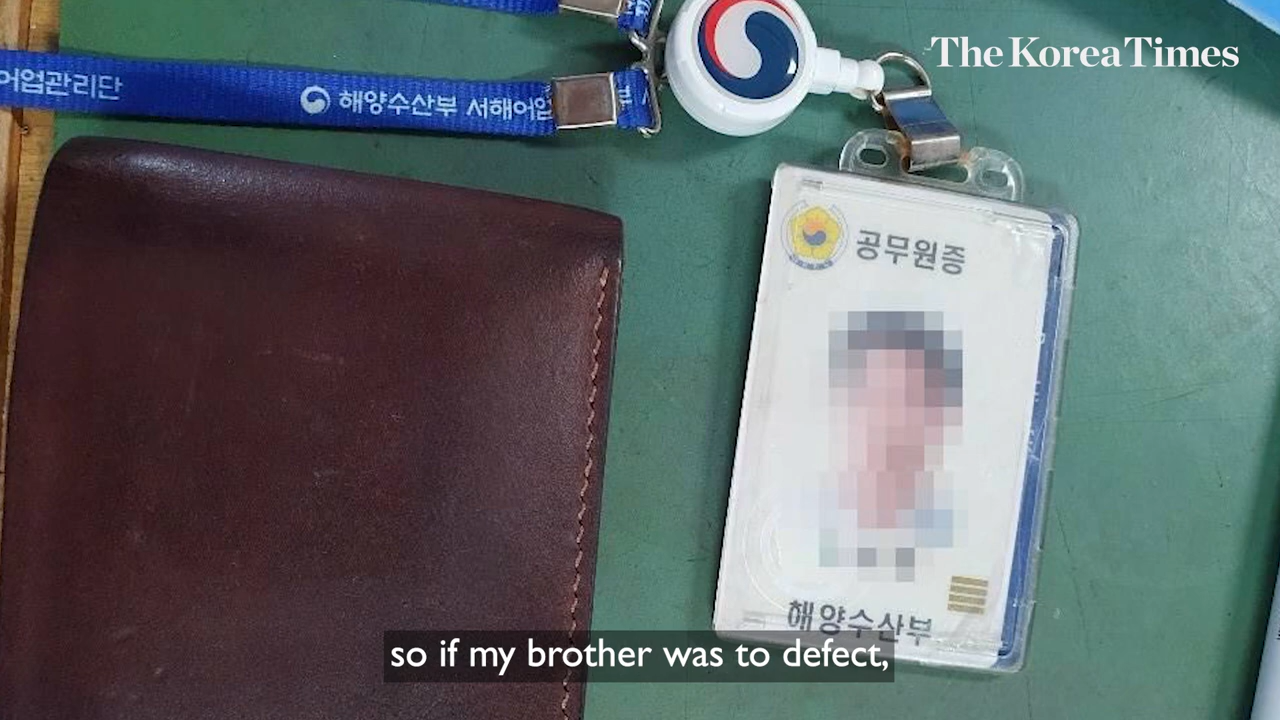 The Korea Times
어업관리단
해양수산부 서해어업
공무원증
해양수산부
so if my brother was to defect,